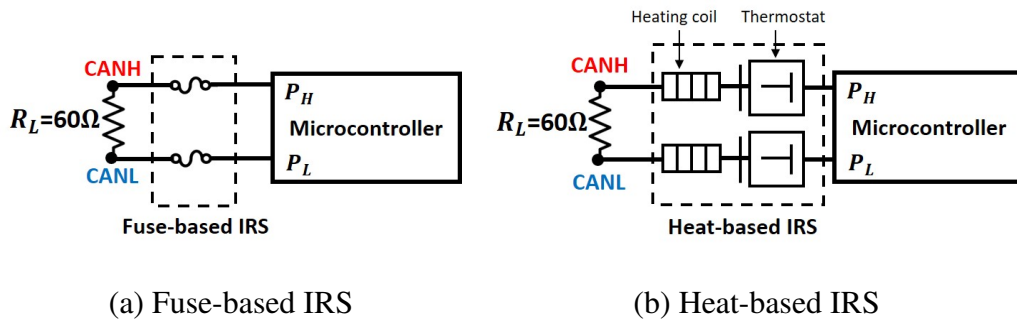 CANH
R_L=60Ω
CANL
P_H
Microcontroller
P_L
Fuse-based IRS
(a) Fuse-based IRS
Heating coil
Thermostat
CANH
R_L=60Ω
CANL
P_H
Microcontroller
P_L
Heat-based IRS
(b) Heat-based IRS